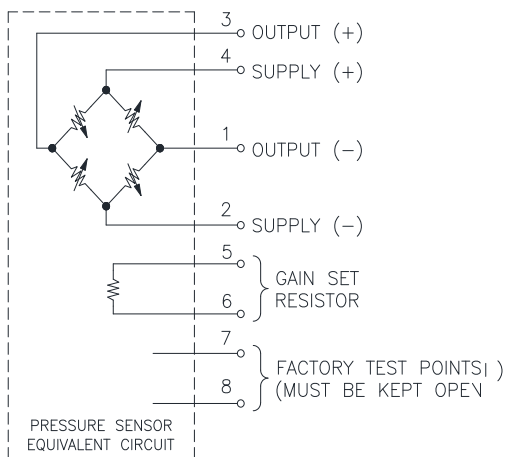 3
OUTPUT (+)
4
SUPPLY (+)
1
OUTPUT (−)
2
SUPPLY (−)
5
GAIN SET
RESISTOR
6
7
FACTORY TEST POINTS| )
(MUST BE KEPT OPEN
8
PRESSURE SENSOR
EQUIVALENT CIRCUIT